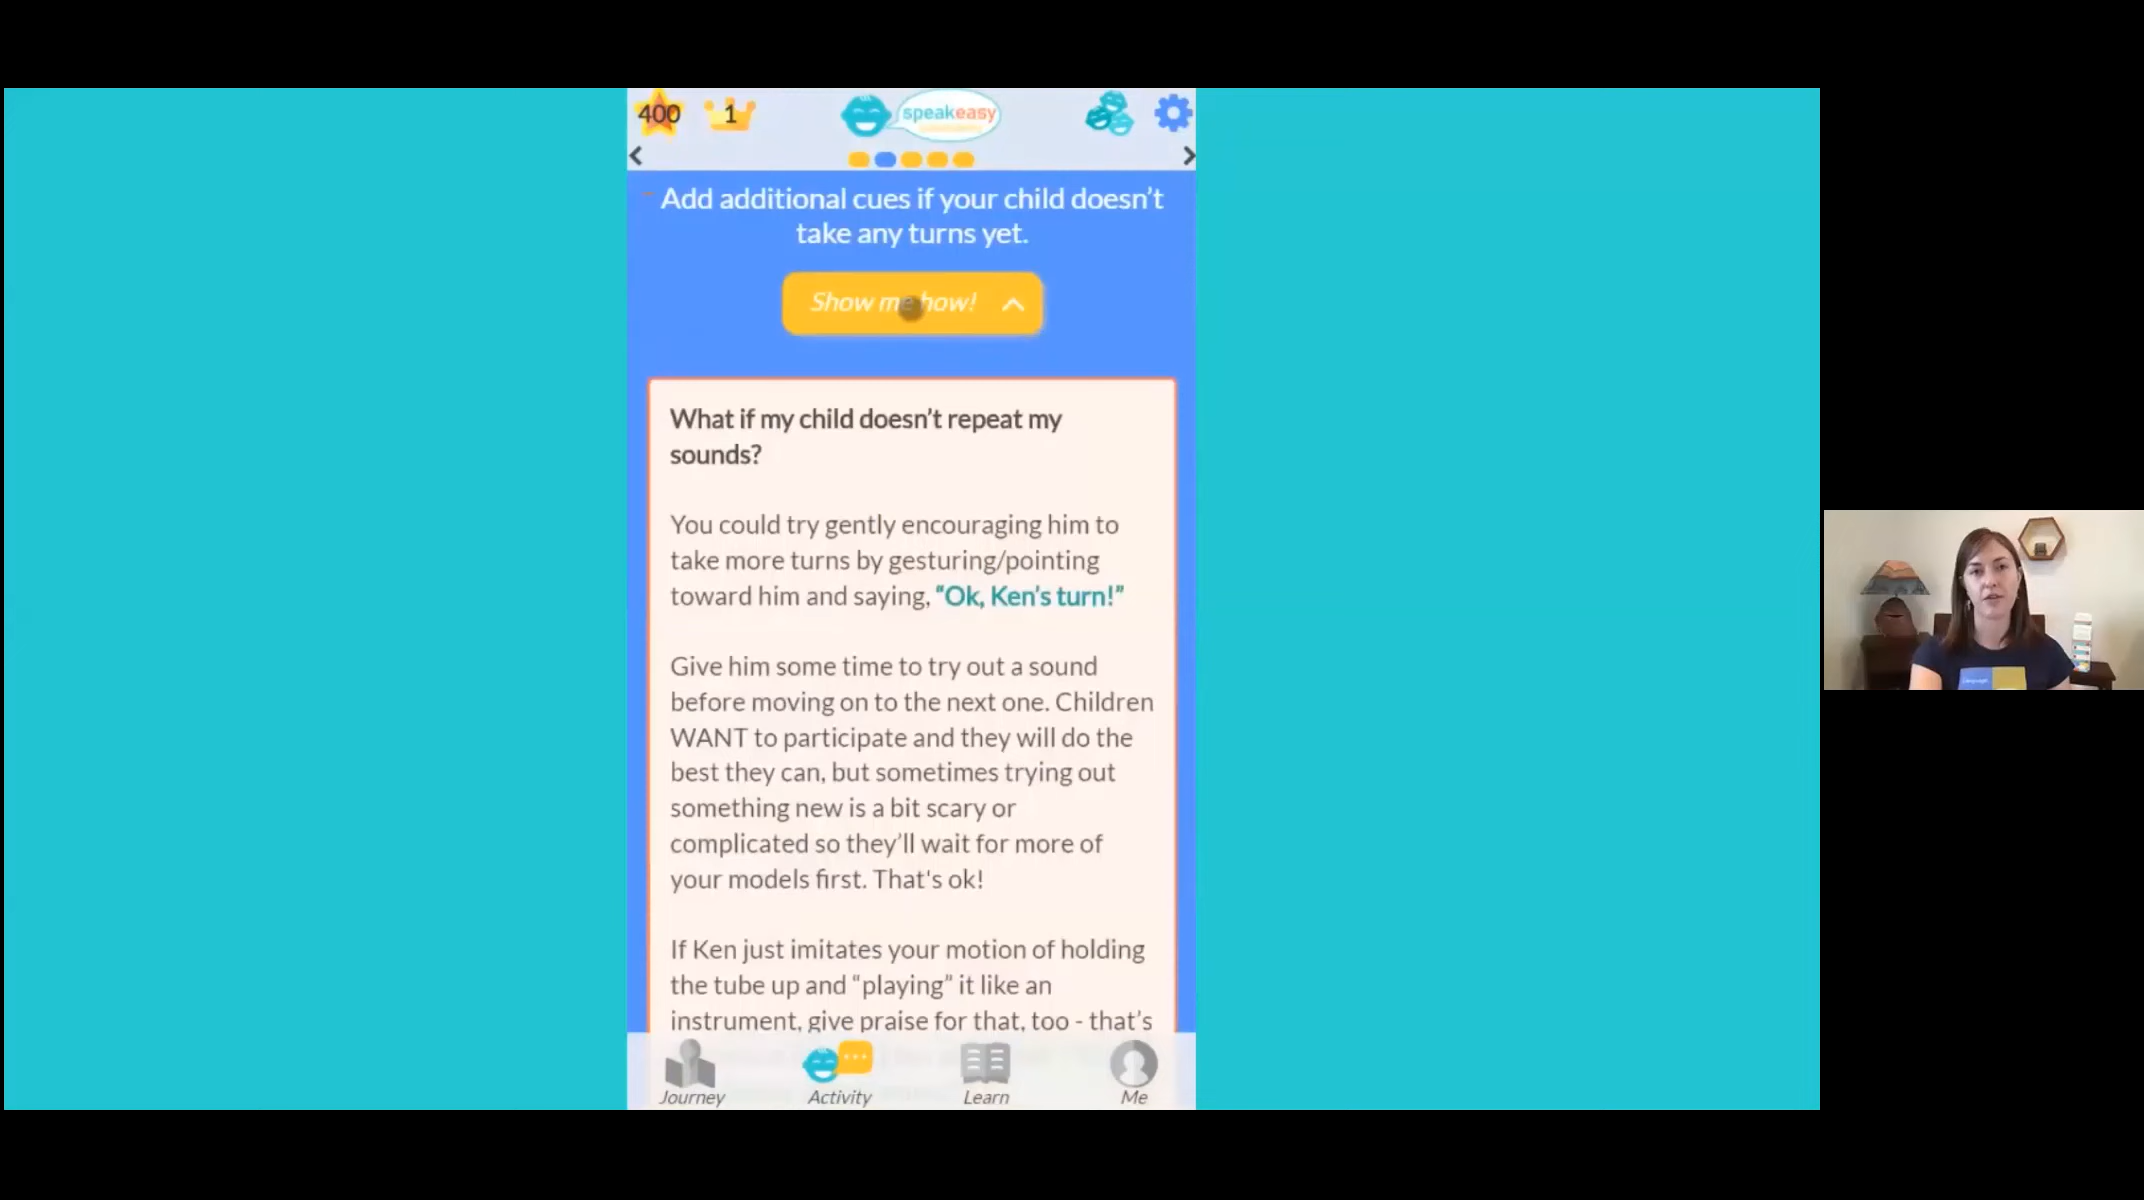 400
1
speakeasy
Add additional cues if your child doesn’t
take any turns yet.
Show me how!
What if my child doesn’t repeat my
sounds?
You could try gently encouraging him to
take more turns by gesturing/pointing
toward him and saying, “Ok, Ken’s turn!”
Give him some time to try out a sound
before moving on to the next one. Children
WANT to participate and they will do the
best they can, but sometimes trying out
something new is a bit scary or
complicated so they’ll wait for more of
your models first. That's ok!
If Ken just imitates your motion of holding
the tube up and “playing” it like an
instrument, give praise for that, too - that’s
Journey
Activity
Learn
Me